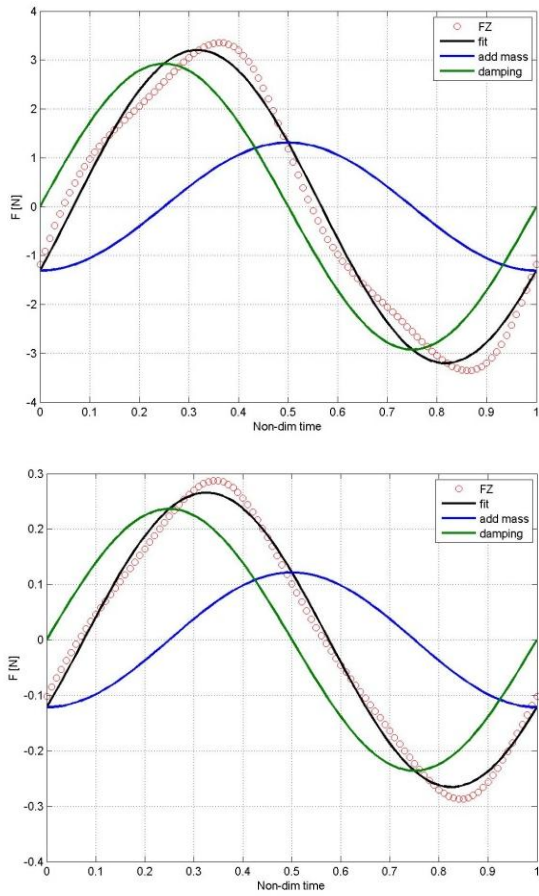 4
3
2
1
0
-1
-2
-3
-4
F [N]
FZ
fit
add mass
damping
0 0.1 0.2 0.3 0.4 0.5 0.6 0.7 0.8 0.9 1
Non-dim time
0.3
0.2
0.1
0
-0.1
-0.2
-0.3
-0.4
F [N]
FZ
fit
add mass
damping
0 0.1 0.2 0.3 0.4 0.5 0.6 0.7 0.8 0.9 1
Non-dim time